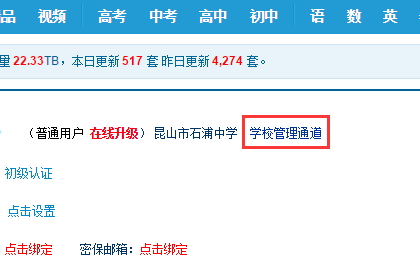 品 视频 高考 中考 高中 初中 语 数 英
量 22.33TB，本日更新 517 套 昨日更新 4,274 套。
（普通用户 在线升级） 昆山市石浦中学 学校管理通道
初级认证
点击设置
点击绑定 密保邮箱：点击绑定